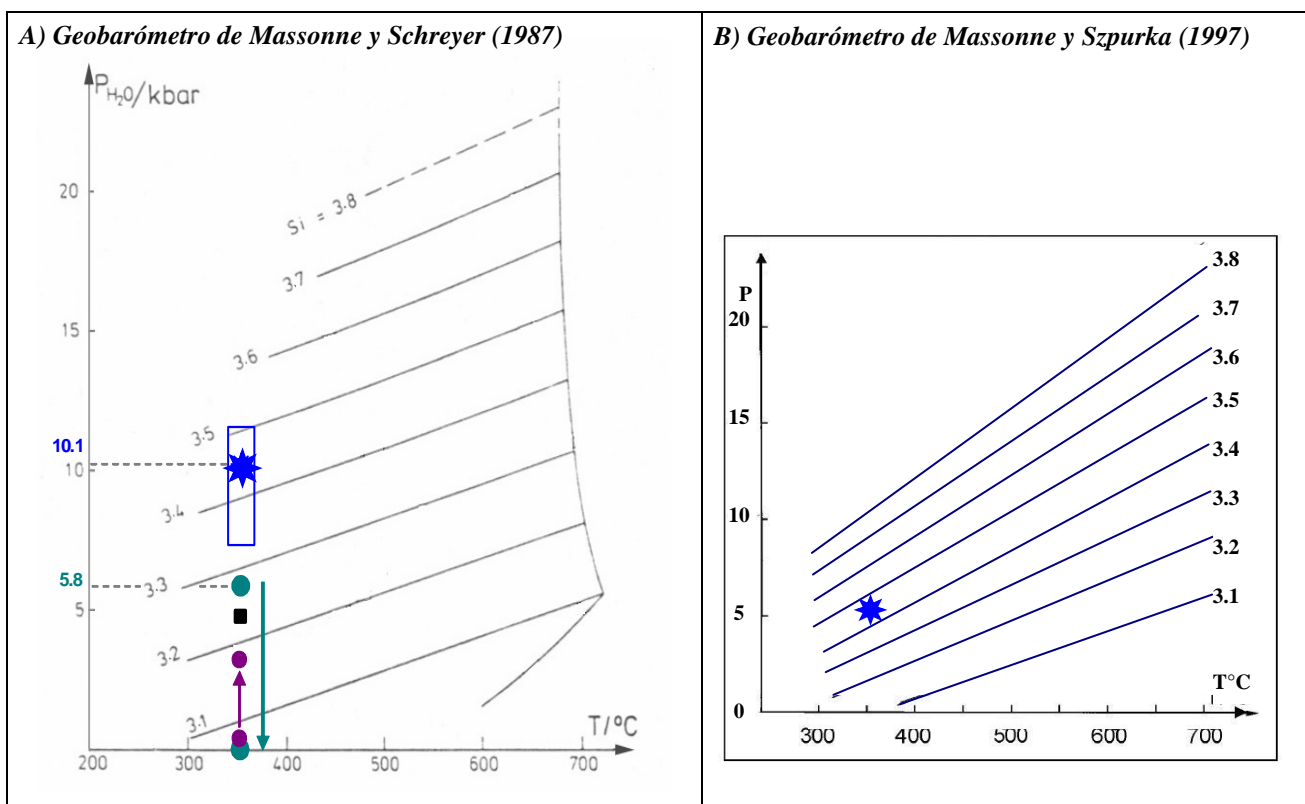 A) Geobarómetro de Massonne y Schreyer (1987)
P_H₂O/kbar
20
15
10.1
10
5.8
5
Si = 3.8
3.7
3.6
3.5
3.4
3.3
3.2
3.1
T/°C
200 300 400 500 600 700
B) Geobarómetro de Massonne y Szpurka (1997)
P
20
15
10
5
0
3.8
3.7
3.6
3.5
3.4
3.3
3.2
3.1
T°C
300 400 500 600 700